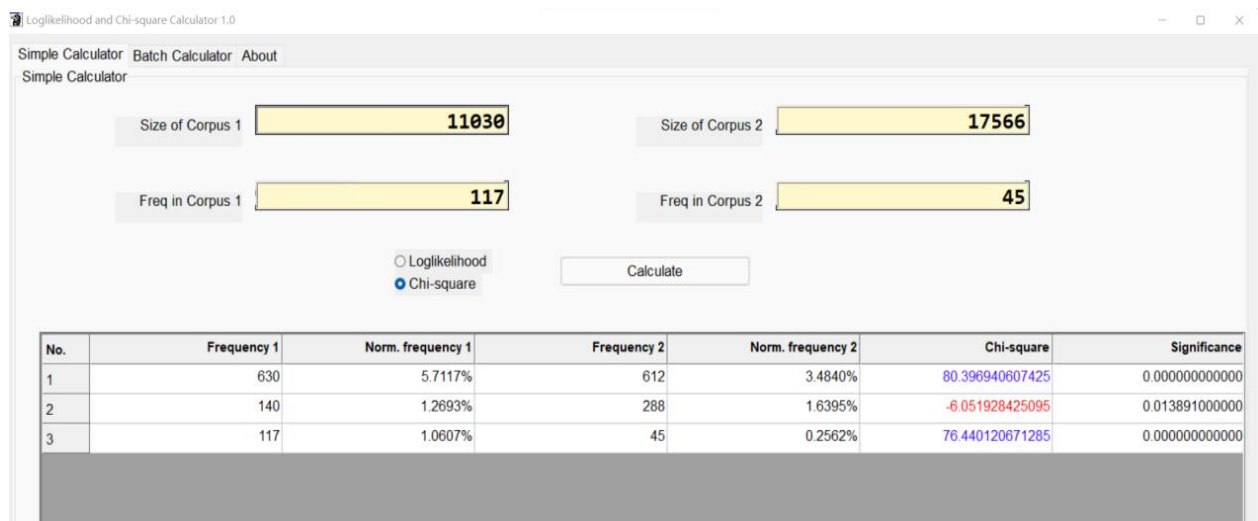 Loglikelihood and Chi-square Calculator 1.0
Simple Calculator Batch Calculator About
Simple Calculator
Size of Corpus 1 11030 Size of Corpus 2 17566
Freq in Corpus 1 117 Freq in Corpus 2 45
Loglikelihood
Chi-square
Calculate
No. Frequency 1 Norm. frequency 1 Frequency 2 Norm. frequency 2 Chi-square Significance
1 630 5.7117% 612 3.4840% 80.396940607425 0.000000000000
2 140 1.2693% 288 1.6395% -6.051928425095 0.013891000000
3 117 1.0607% 45 0.2562% 76.440120671285 0.000000000000